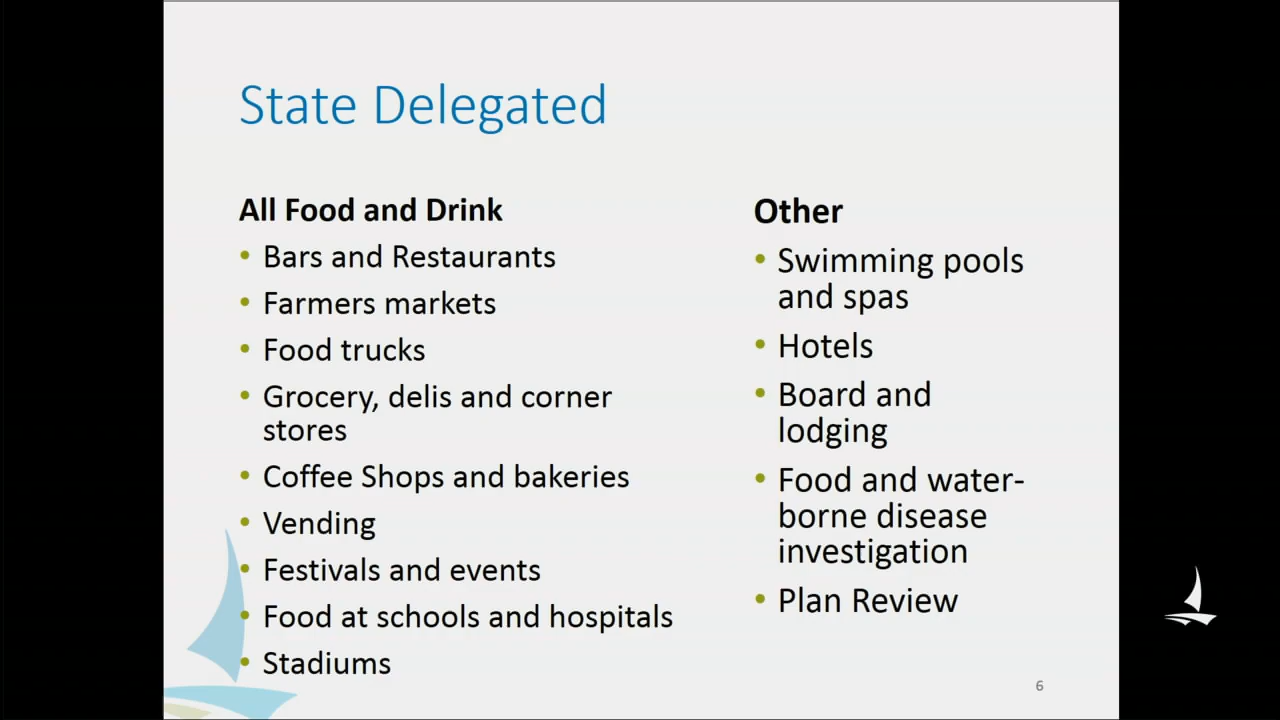 State Delegated
All Food and Drink
• Bars and Restaurants
• Farmers markets
• Food trucks
• Grocery, delis and corner
stores
• Coffee Shops and bakeries
• Vending
• Festivals and events
• Food at schools and hospitals
• Stadiums
Other
• Swimming pools
and spas
• Hotels
• Board and
lodging
• Food and water-
borne disease
investigation
• Plan Review
6